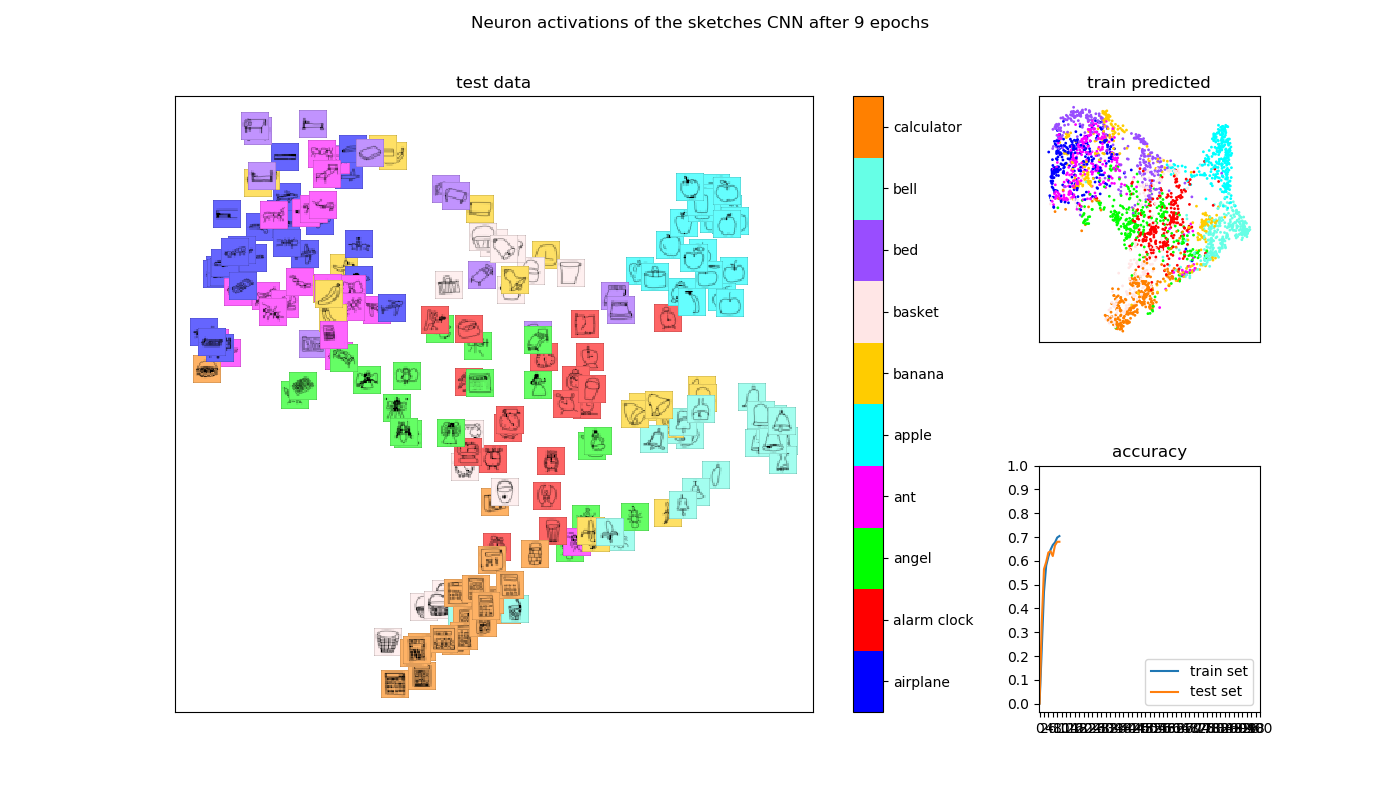 Neuron activations of the sketches CNN after 9 epochs
test data
calculator
bell
bed
basket
banana
apple
ant
angel
alarm clock
airplane
train predicted
accuracy
1.0
0.9
0.8
0.7
0.6
0.5
0.4
0.3
0.2
0.1
0.0
train set
test set